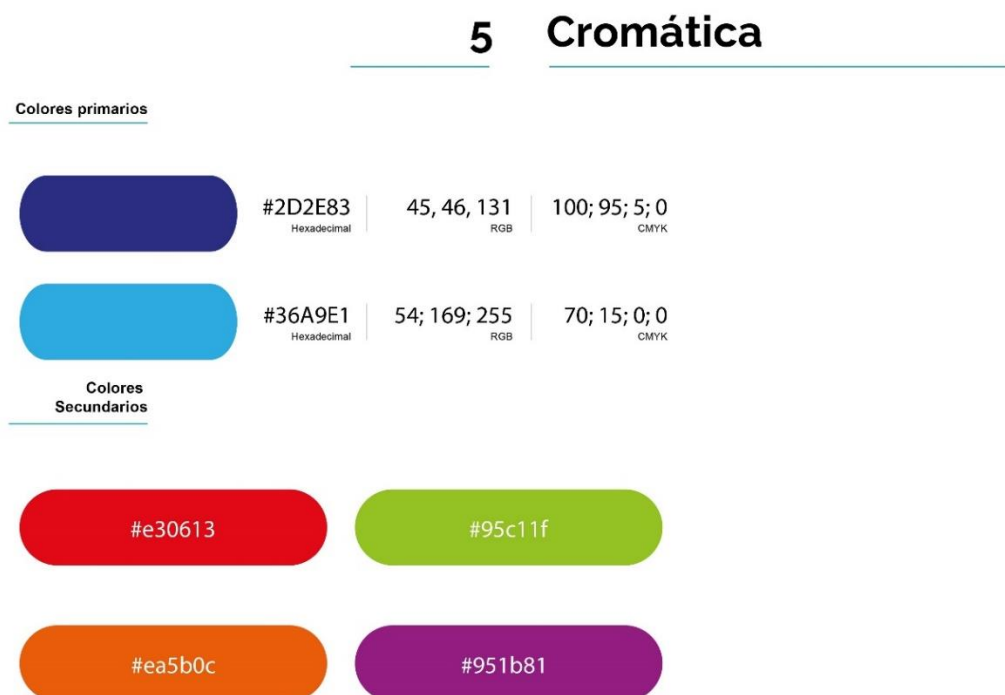 5 Cromática
Colores primarios
#2D2E83 45, 46, 131 100; 95; 5; 0
Hexadecimal RGB CMYK
#36A9E1 54; 169; 255 70; 15; 0; 0
Hexadecimal RGB CMYK
Colores
Secundarios
#e30613 #95c11f
#ea5b0c #951b81